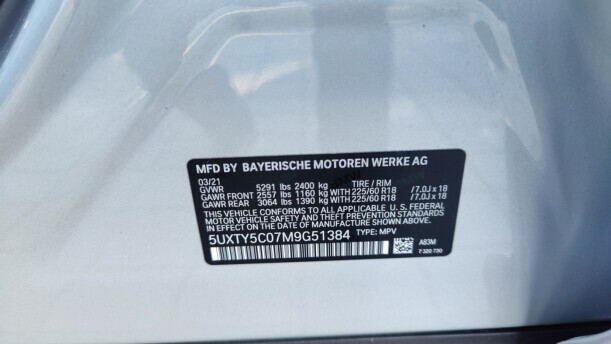 MFD BY BAYERISCHE MOTOREN WERKE AG
03/21 TIRE / RIM
GVWR 5291 lbs 2400 kg
GAWR FRONT 2557 lbs 1160 kg WITH 225/60 R18 /7.0J x 18
GAWR REAR 3064 lbs 1390 kg WITH 225/60 R18 /7.0J x 18
THIS VEHICLE CONFORMS TO ALL APPLICABLE U.S. FEDERAL
MOTOR VEHICLE SAFETY STANDARDS IN EFFECT ON THE
DATE OF MANUFACTURE SHOWN ABOVE.
5UXTY5C07M9G51384 TYPE: MPV
A83M